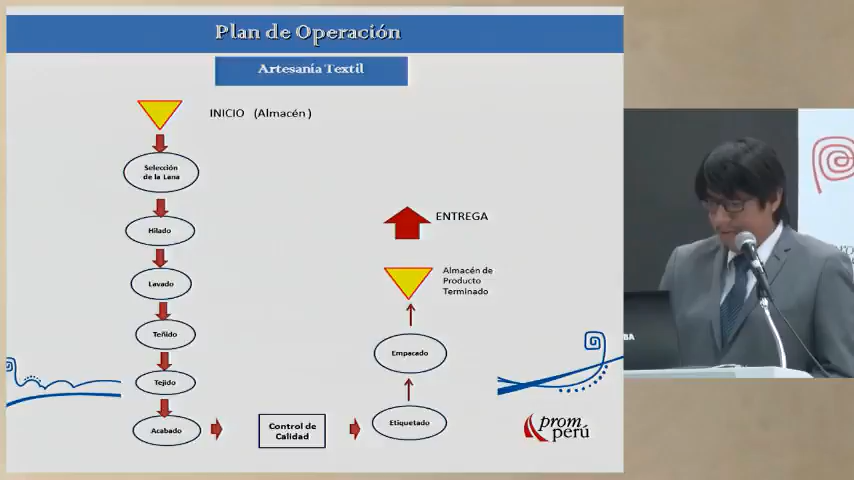 Plan de Operación
Artesanía Textil
INICIO (Almacén)
Selección
de la Lana
Hilado
Lavado
Teñido
Tejido
Acabado
Control de
Calidad
Etiquetado
Empacado
Almacén de
Producto
Terminado
ENTREGA
prom
perú
BA